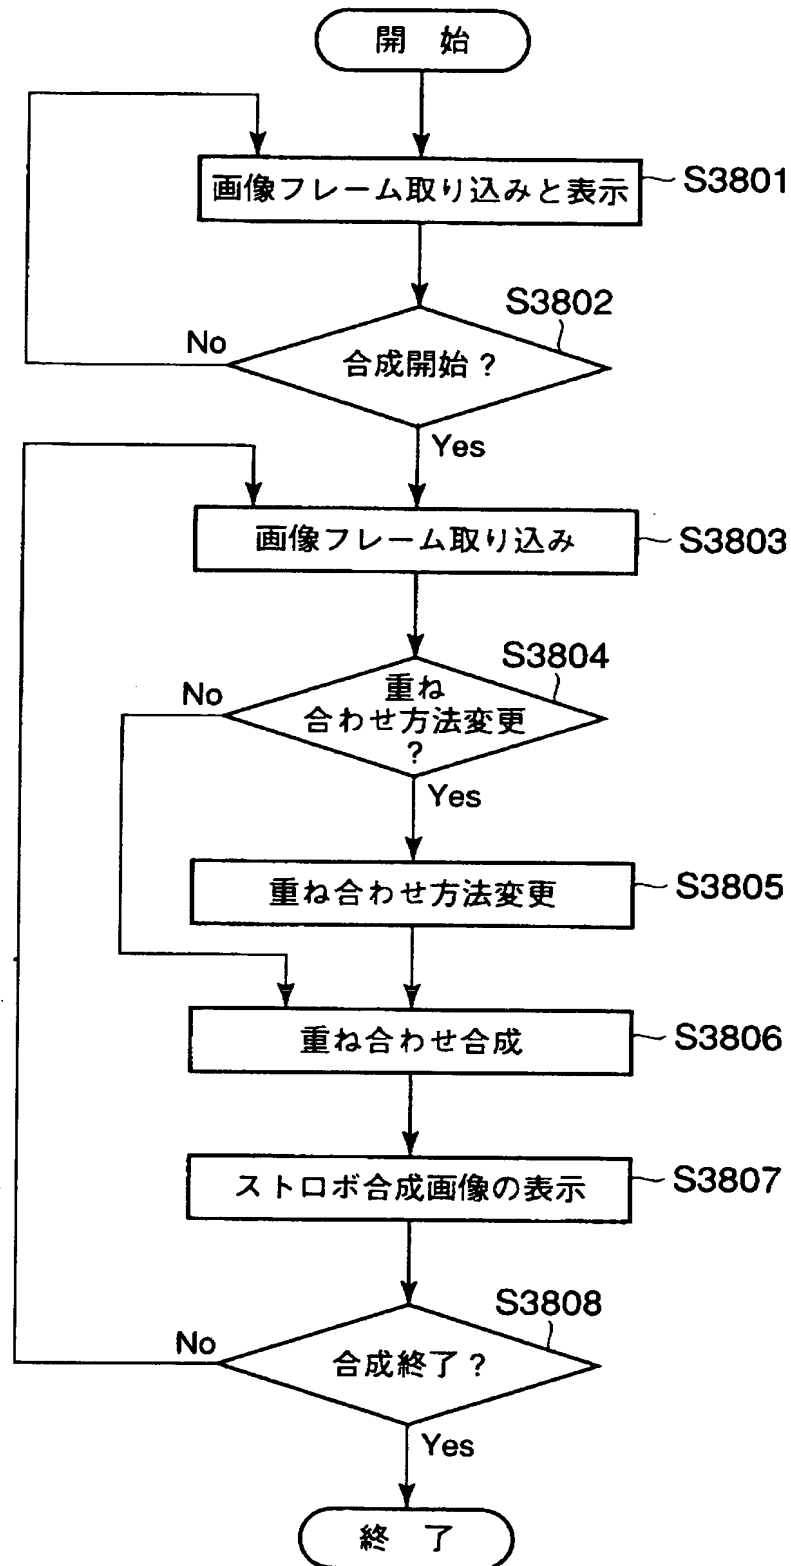 開 始
画像フレーム取り込みと表示
S3801
S3802
No
合成開始?
Yes
画像フレーム取り込み
S3803
S3804
No
重ね
合わせ方法変更
?
Yes
重ね合わせ方法変更
S3805
重ね合わせ合成
S3806
ストロボ合成画像の表示
S3807
S3808
No
合成終了?
Yes
終 了